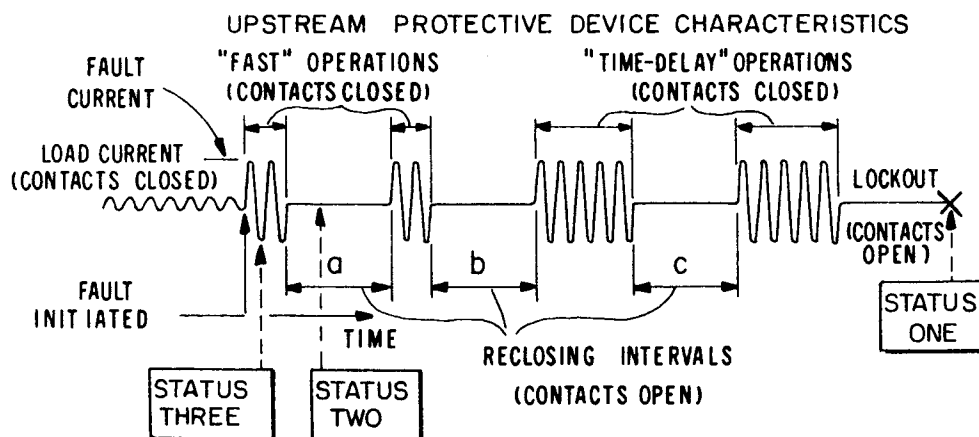 UPSTREAM PROTECTIVE DEVICE CHARACTERISTICS
"FAST" OPERATIONS
(CONTACTS CLOSED)
"TIME-DELAY" OPERATIONS
(CONTACTS CLOSED)
FAULT
CURRENT
LOAD CURRENT
(CONTACTS CLOSED)
LOCKOUT
(CONTACTS
OPEN)
a
b
c
FAULT
INITIATED
TIME
RECLOSING INTERVALS
(CONTACTS OPEN)
STATUS
ONE
STATUS
THREE
STATUS
TWO